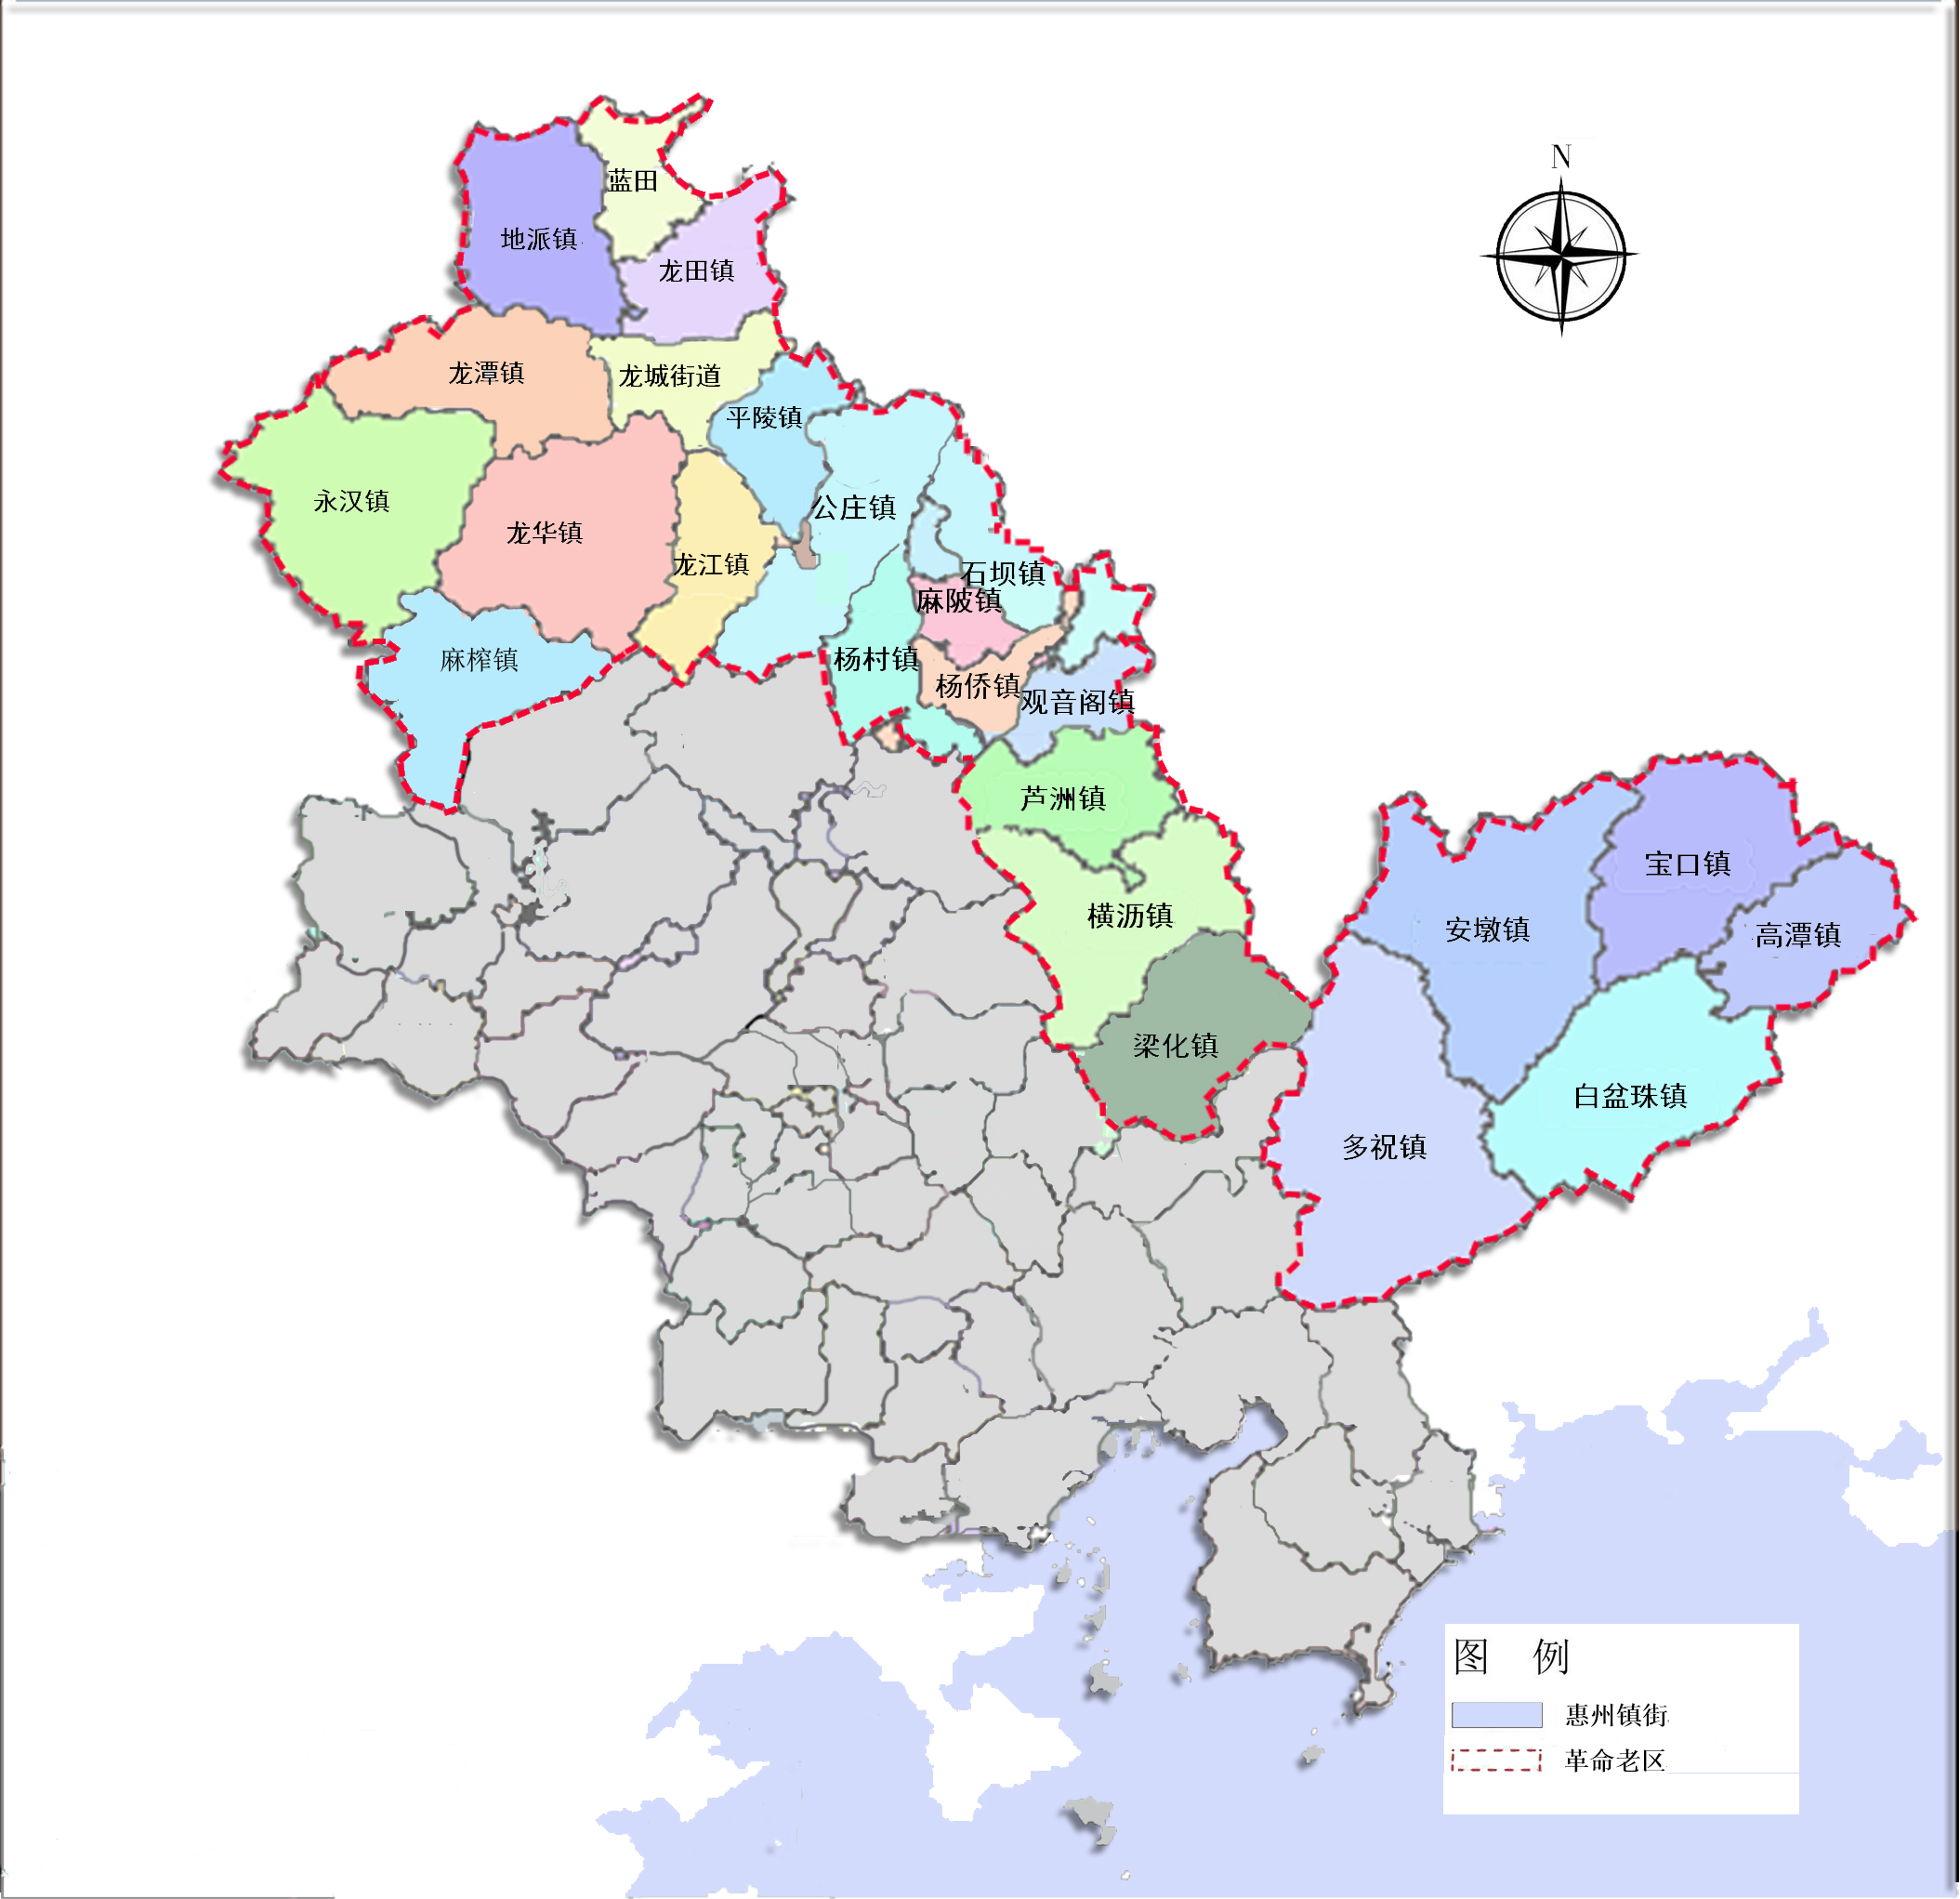 N
蓝田
地派镇
龙田镇
龙潭镇
龙城街道
平陵镇
永汉镇
公庄镇
龙华镇
龙江镇
石坝镇
麻陂镇
麻榨镇
杨村镇
杨侨镇
观音阁镇
芦洲镇
宝口镇
横沥镇
安墩镇
高潭镇
梁化镇
白盆珠镇
多祝镇
图 例
惠州镇街
革命老区